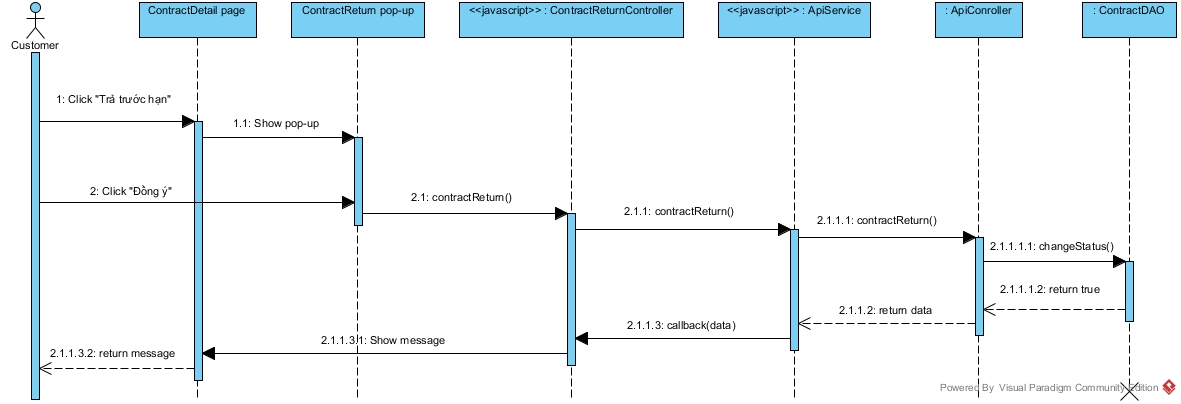 ContractDetail page
ContractReturn pop-up
<<javascript>> : ContractReturnController
<<javascript>> : ApiService
: ApiConroller
: ContractDAO
Customer
1: Click "Trả trước hạn"
1.1: Show pop-up
2: Click "Đồng ý"
2.1: contractReturn()
2.1.1: contractReturn()
2.1.1.1: contractReturn()
2.1.1.1.1: changeStatus()
2.1.1.1.2: return true
2.1.1.2: return data
2.1.1.3: callback(data)
2.1.1.3.1: Show message
2.1.1.3.2: return message
Powered By Visual Paradigm Community Edition